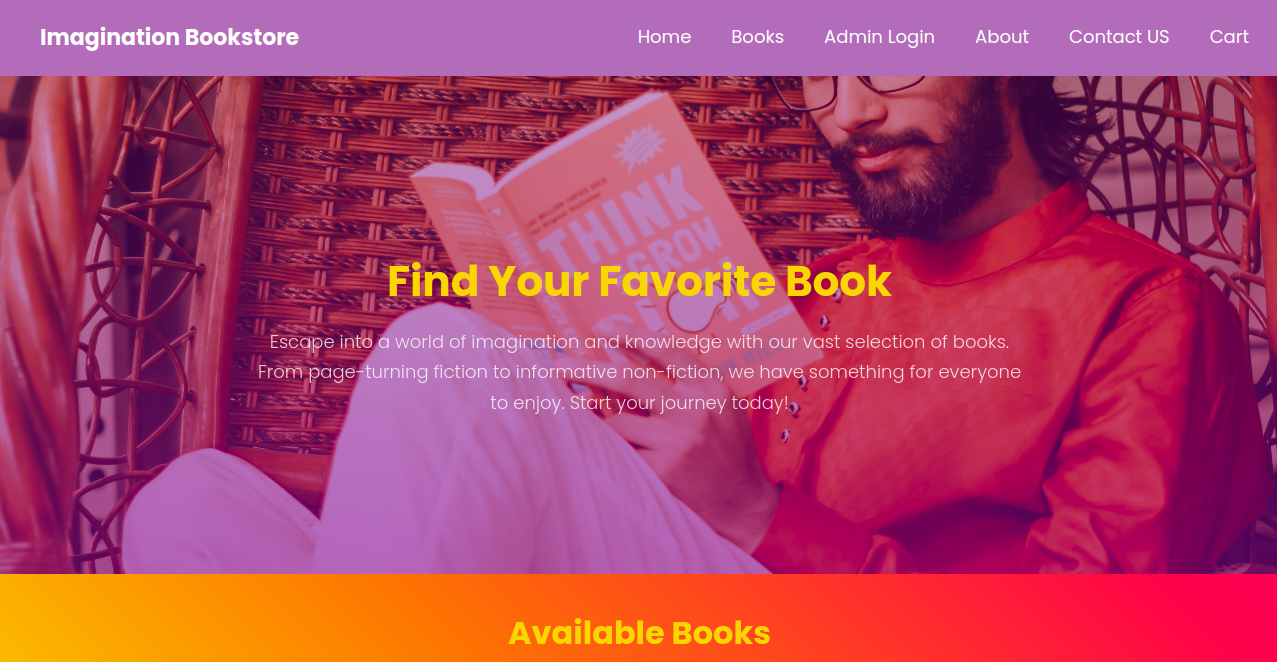 Imagination Bookstore
Home Books Admin Login About Contact US Cart
THINK
GROW
Find Your Favorite Book
Escape into a world of imagination and knowledge with our vast selection of books.
From page-turning fiction to informative non-fiction, we have something for everyone
to enjoy. Start your journey today!
Available Books